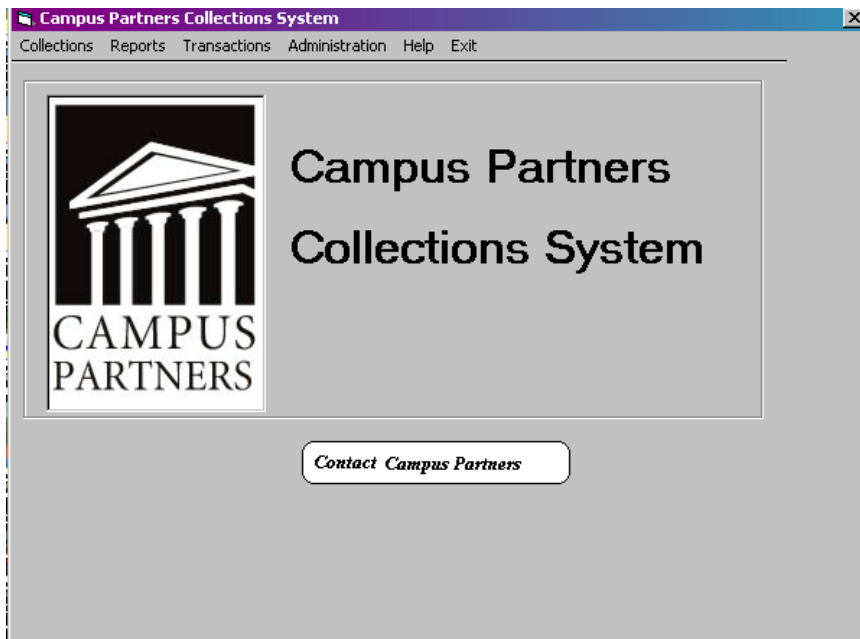 Campus Partners Collections System
Collections Reports Transactions Administration Help Exit
Campus Partners
Collections System
CAMPUS
PARTNERS
Contact Campus Partners